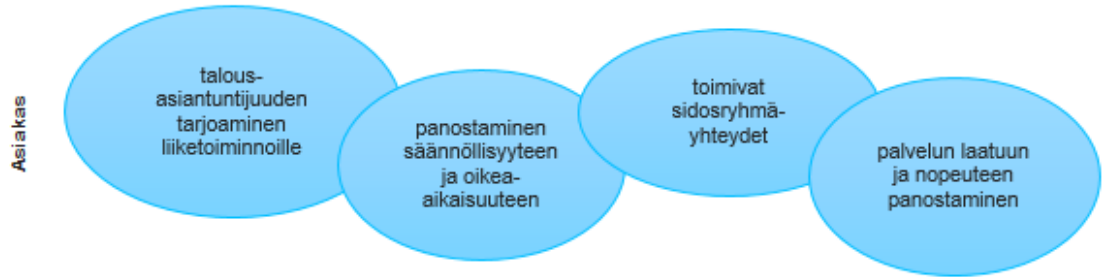 Asiakas
talous-
asiantuntijuuden
tarjoaminen
liiketoiminnoille
panostaminen
säännöllisyyteen
ja oikea-
aikaisuuteen
toimivat
sidosryhmä-
yhteydet
palvelun laatuun
ja nopeuteen
panostaminen